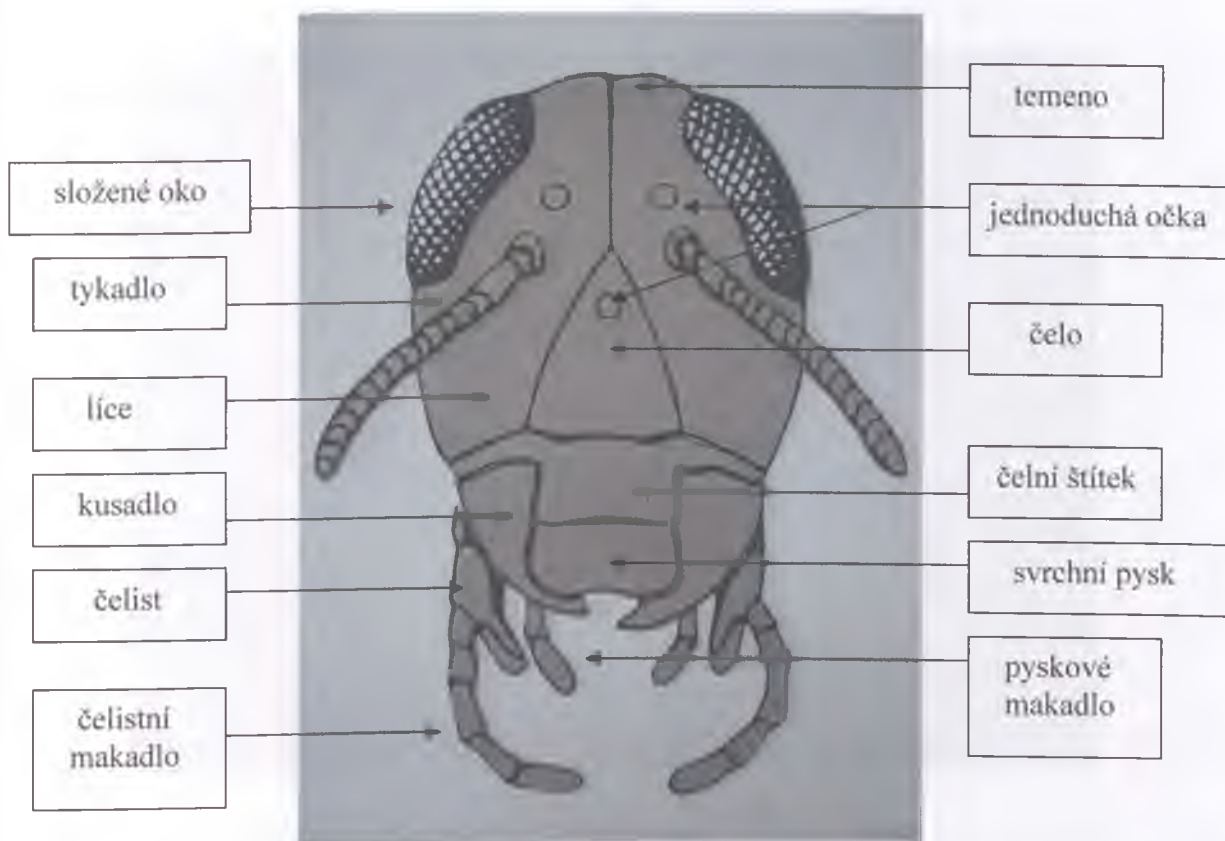 složené oko
tykadlo
líce
kusadlo
čelist
čelistní
makadlo
temeno
jednoduchá očka
čelo
čelní štítek
svrchní pysk
pyskové
makadlo